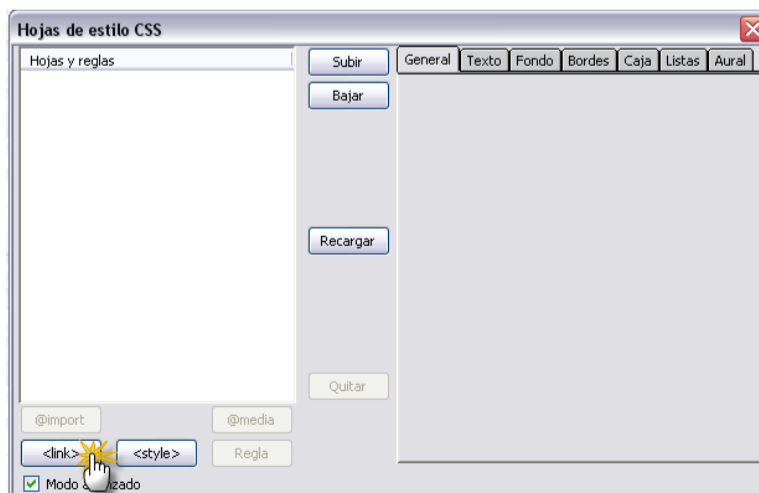 Hojas de estilo CSS
Hojas y reglas
Subir
Bajar
Recargar
Quitar
General Texto Fondo Bordes Caja Listas Aural
@import @media
<link> <style> Regla
Modo